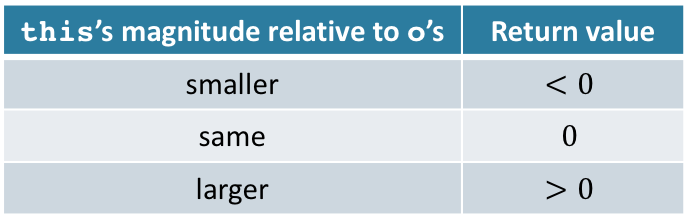 this's magnitude relative to o's Return value
smaller < 0
same 0
larger > 0